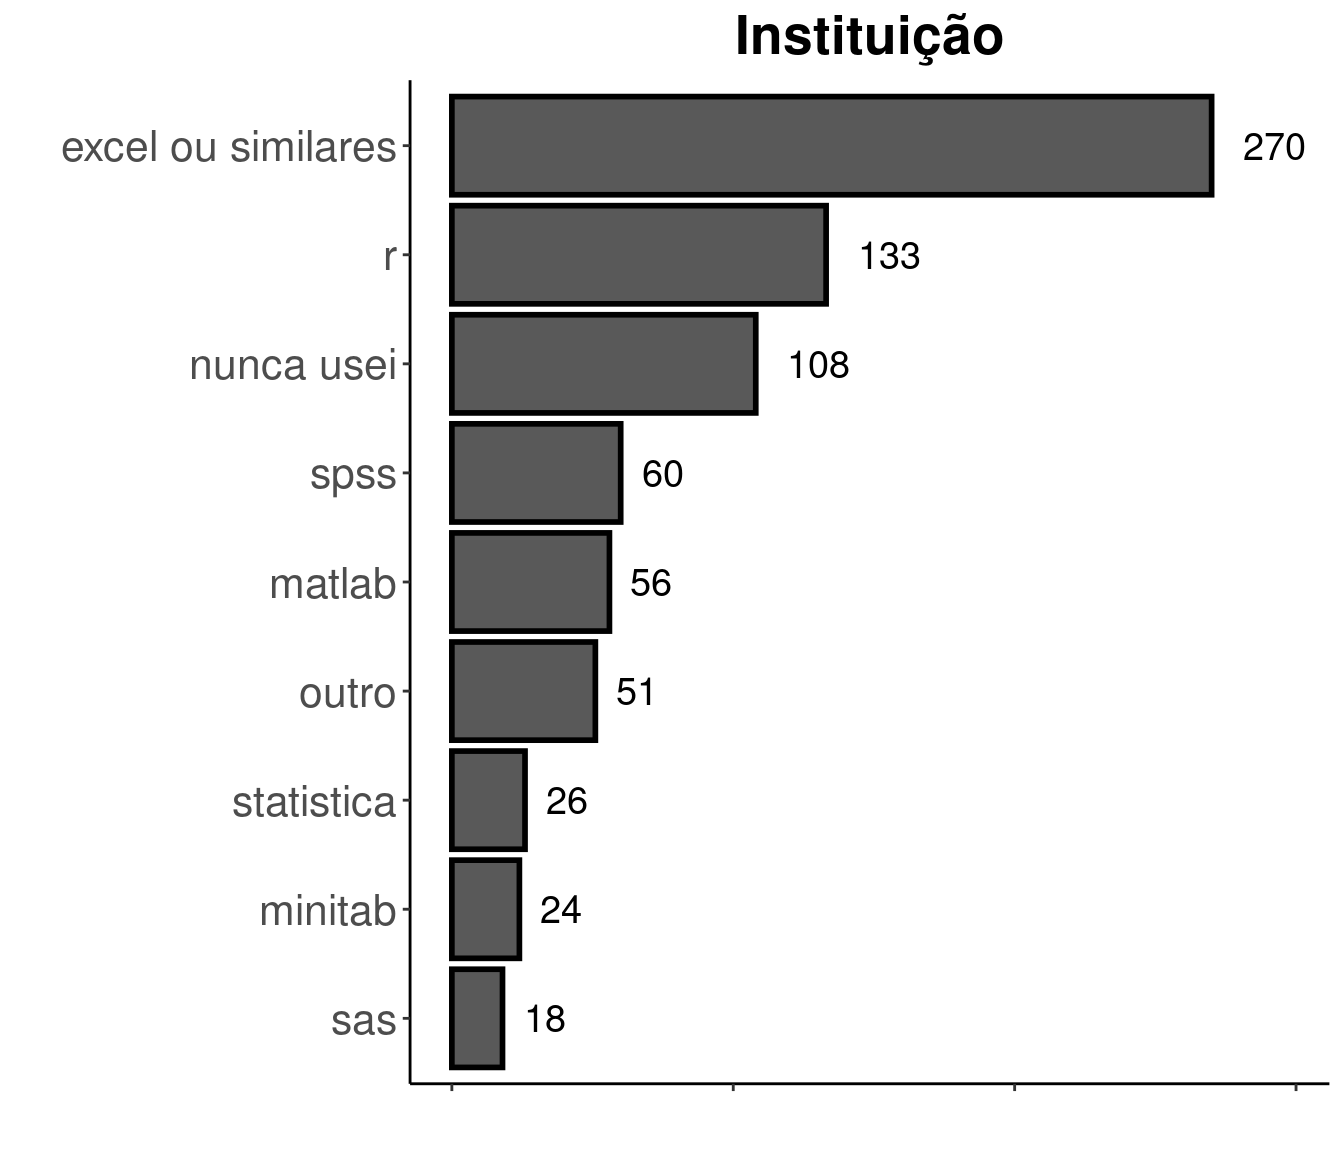 Instituição
excel ou similares 270
r 133
nunca usei 108
spss 60
matlab 56
outro 51
statistica 26
minitab 24
sas 18